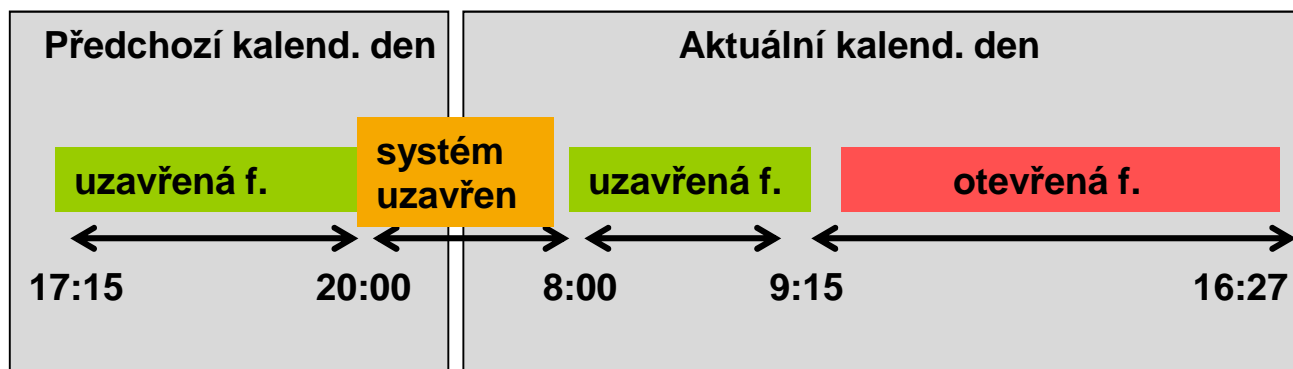 Předchozí kalend. den
Aktuální kalend. den
uzavřená f.
systém
uzavřen
uzavřená f.
otevřená f.
17:15
20:00
8:00
9:15
16:27